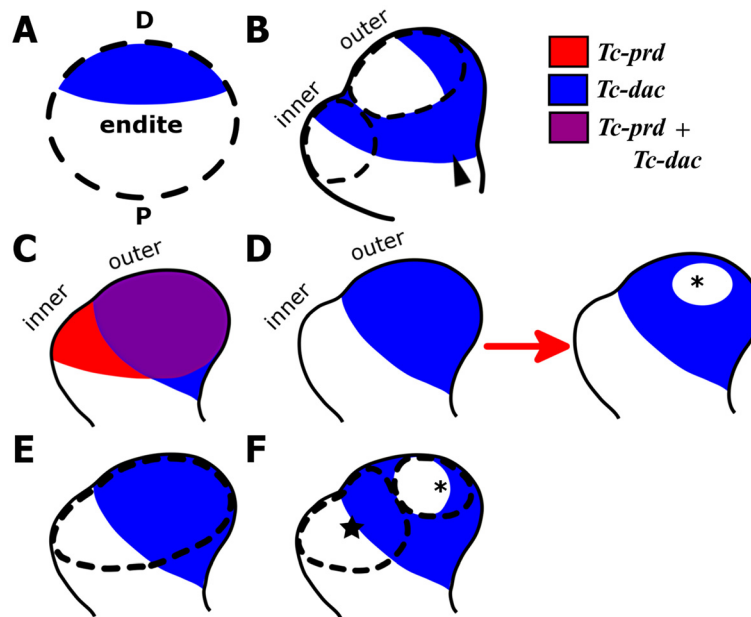 A
D
endite
P
B
outer
inner
Tc-prd
Tc-dac
Tc-prd +
Tc-dac
C
outer
inner
D
outer
inner
*
E
F
*